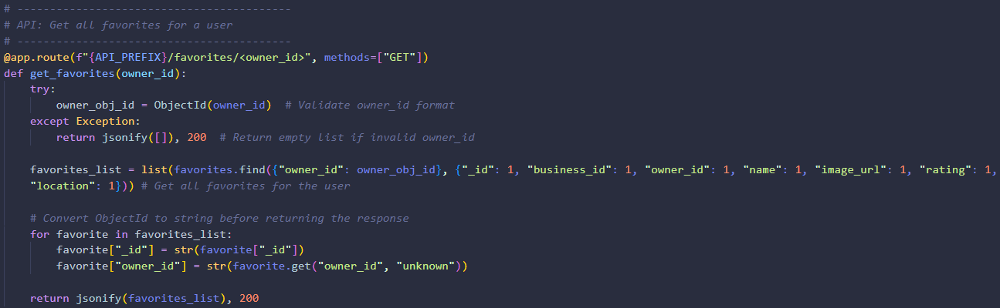 # ------------------------------------------
# API: Get all favorites for a user
# ------------------------------------------
@app.route(f"{API_PREFIX}/favorites/<owner_id>", methods=["GET"])
def get_favorites(owner_id):
    try:
        owner_obj_id = ObjectId(owner_id)  # Validate owner_id format
    except Exception:
        return jsonify([]), 200  # Return empty list if invalid owner_id

    favorites_list = list(favorites.find({"owner_id": owner_obj_id}, {"_id": 1, "business_id": 1, "owner_id": 1, "name": 1, "image_url": 1, "rating": 1,
    "location": 1})) # Get all favorites for the user

    # Convert ObjectId to string before returning the response
    for favorite in favorites_list:
        favorite["_id"] = str(favorite["_id"])
        favorite["owner_id"] = str(favorite.get("owner_id", "unknown"))

    return jsonify(favorites_list), 200